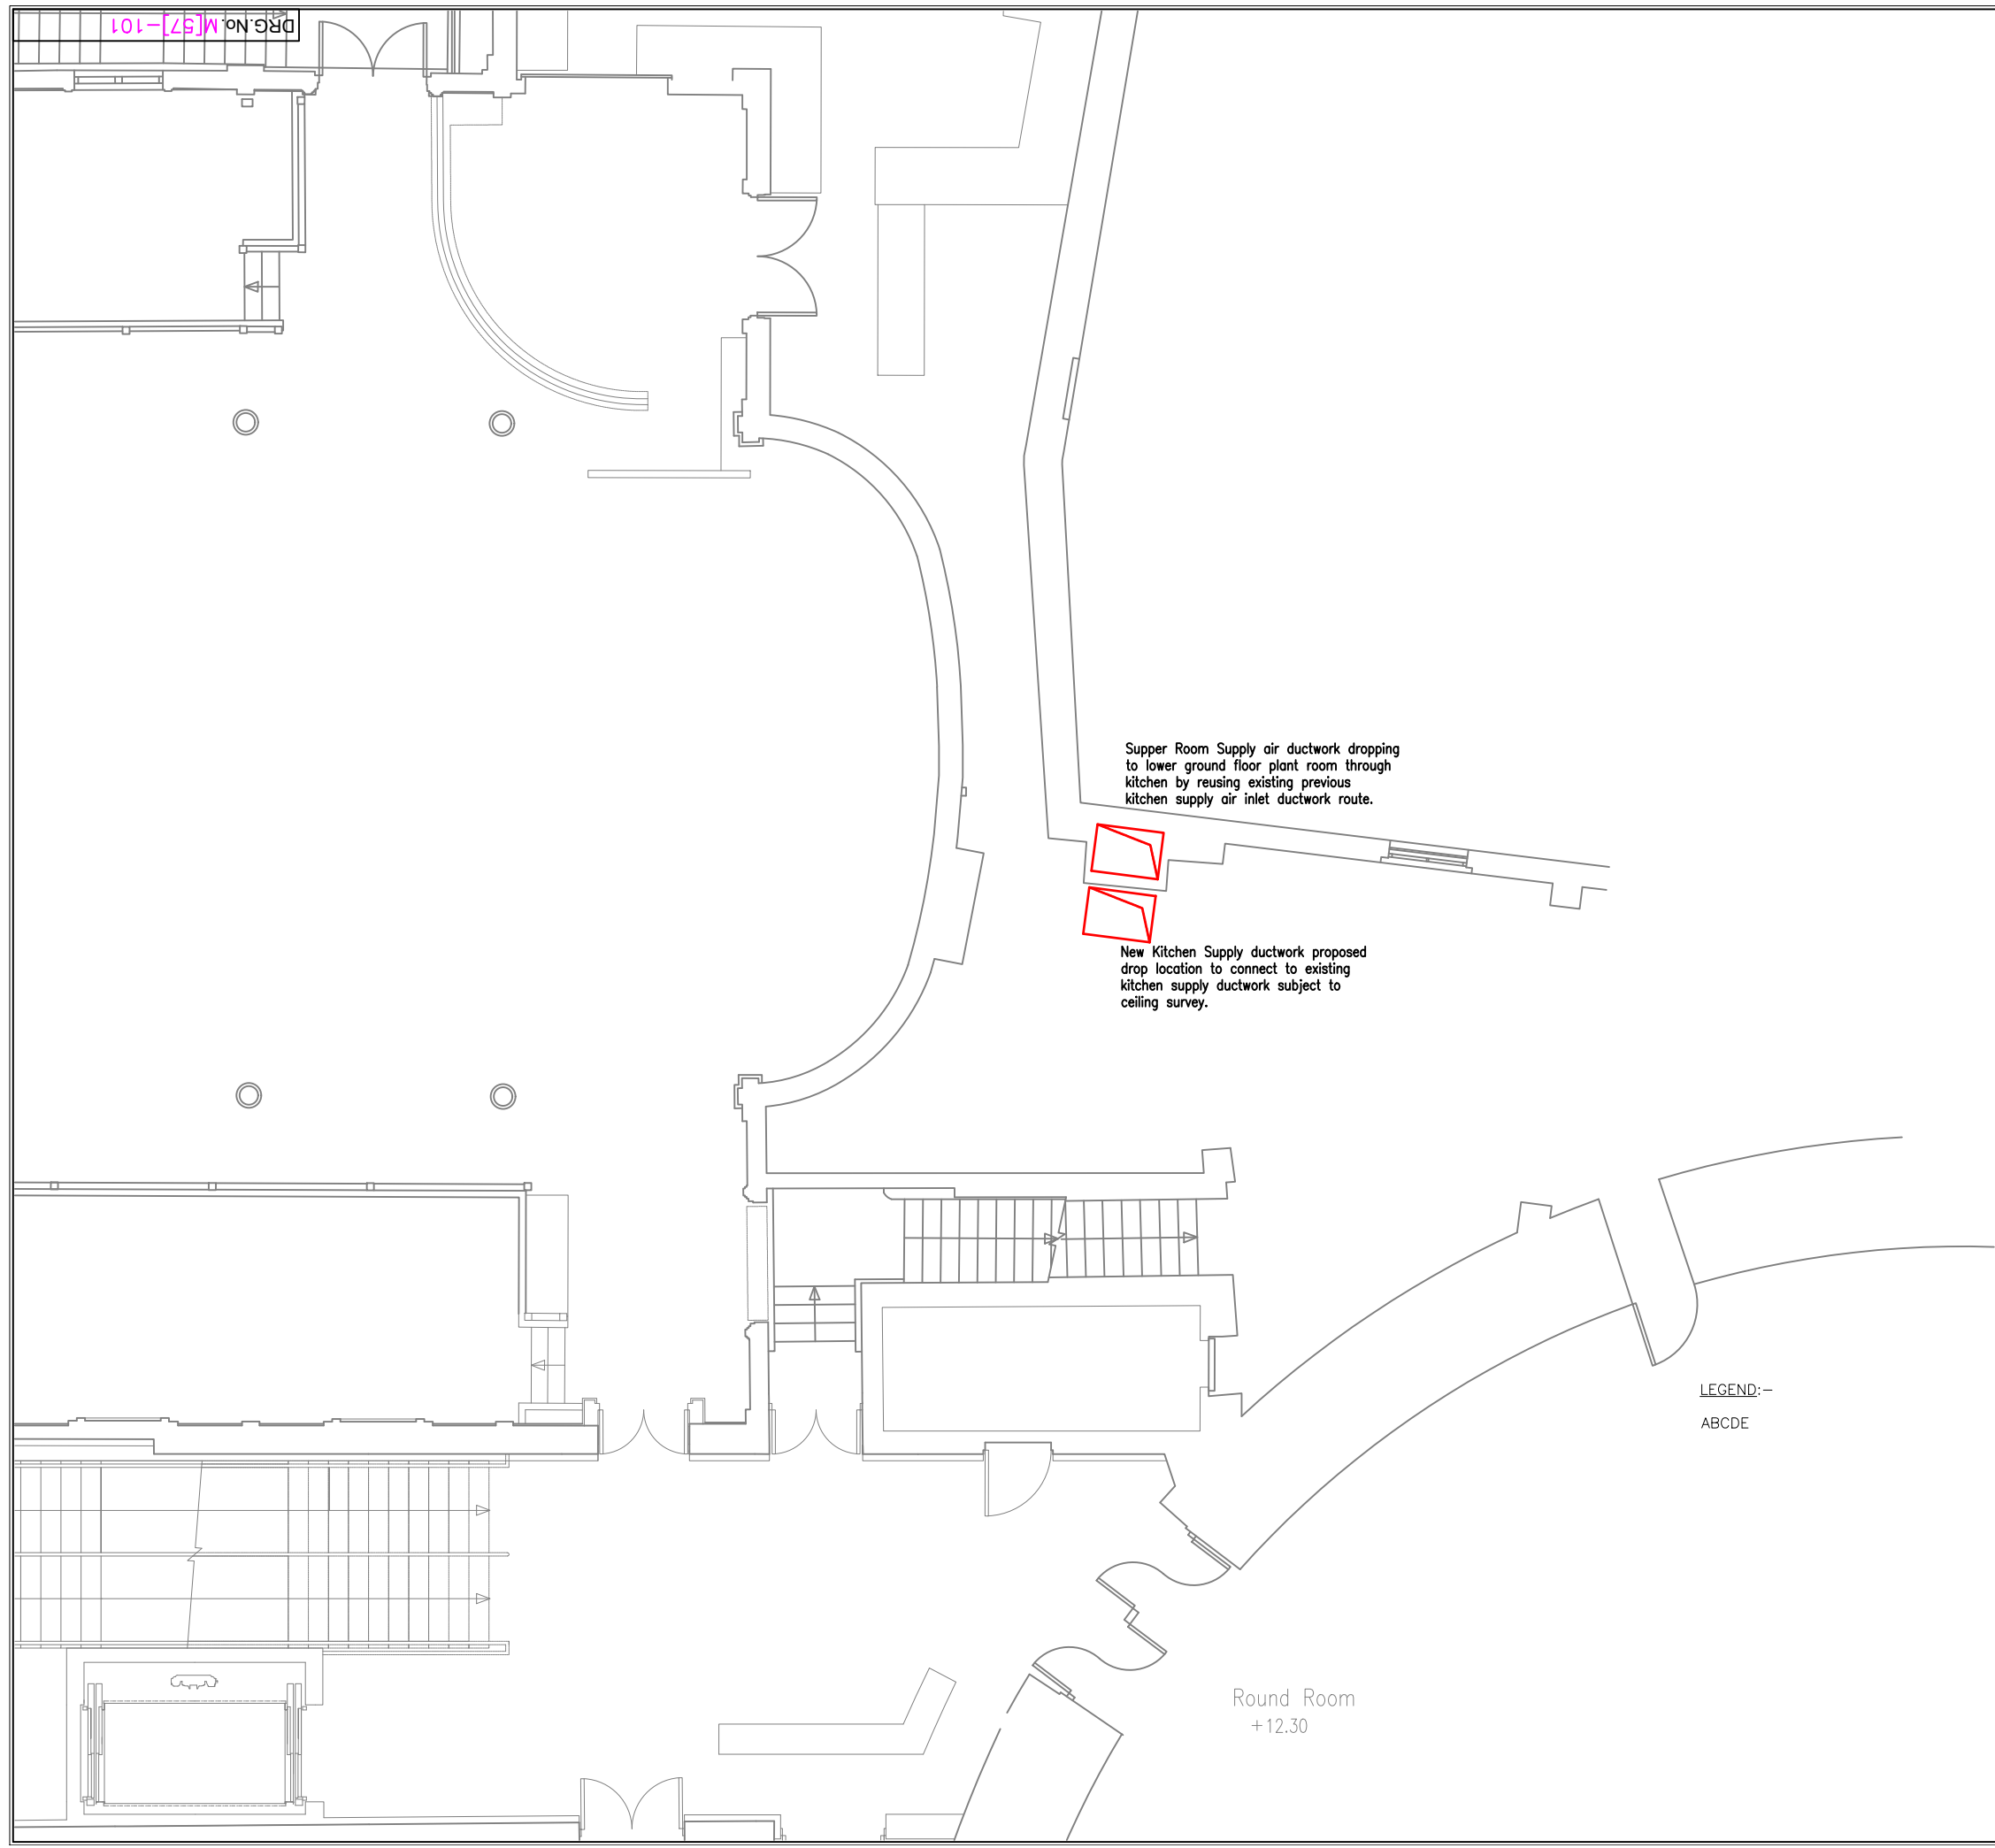 DRG.No. M[57]-101
Supper Room Supply air ductwork dropping
to lower ground floor plant room through
kitchen by reusing existing previous
kitchen supply air inlet ductwork route.
New Kitchen Supply ductwork proposed
drop location to connect to existing
kitchen supply ductwork subject to
ceiling survey.
LEGEND:-
ABCDE
Round Room
+12.30